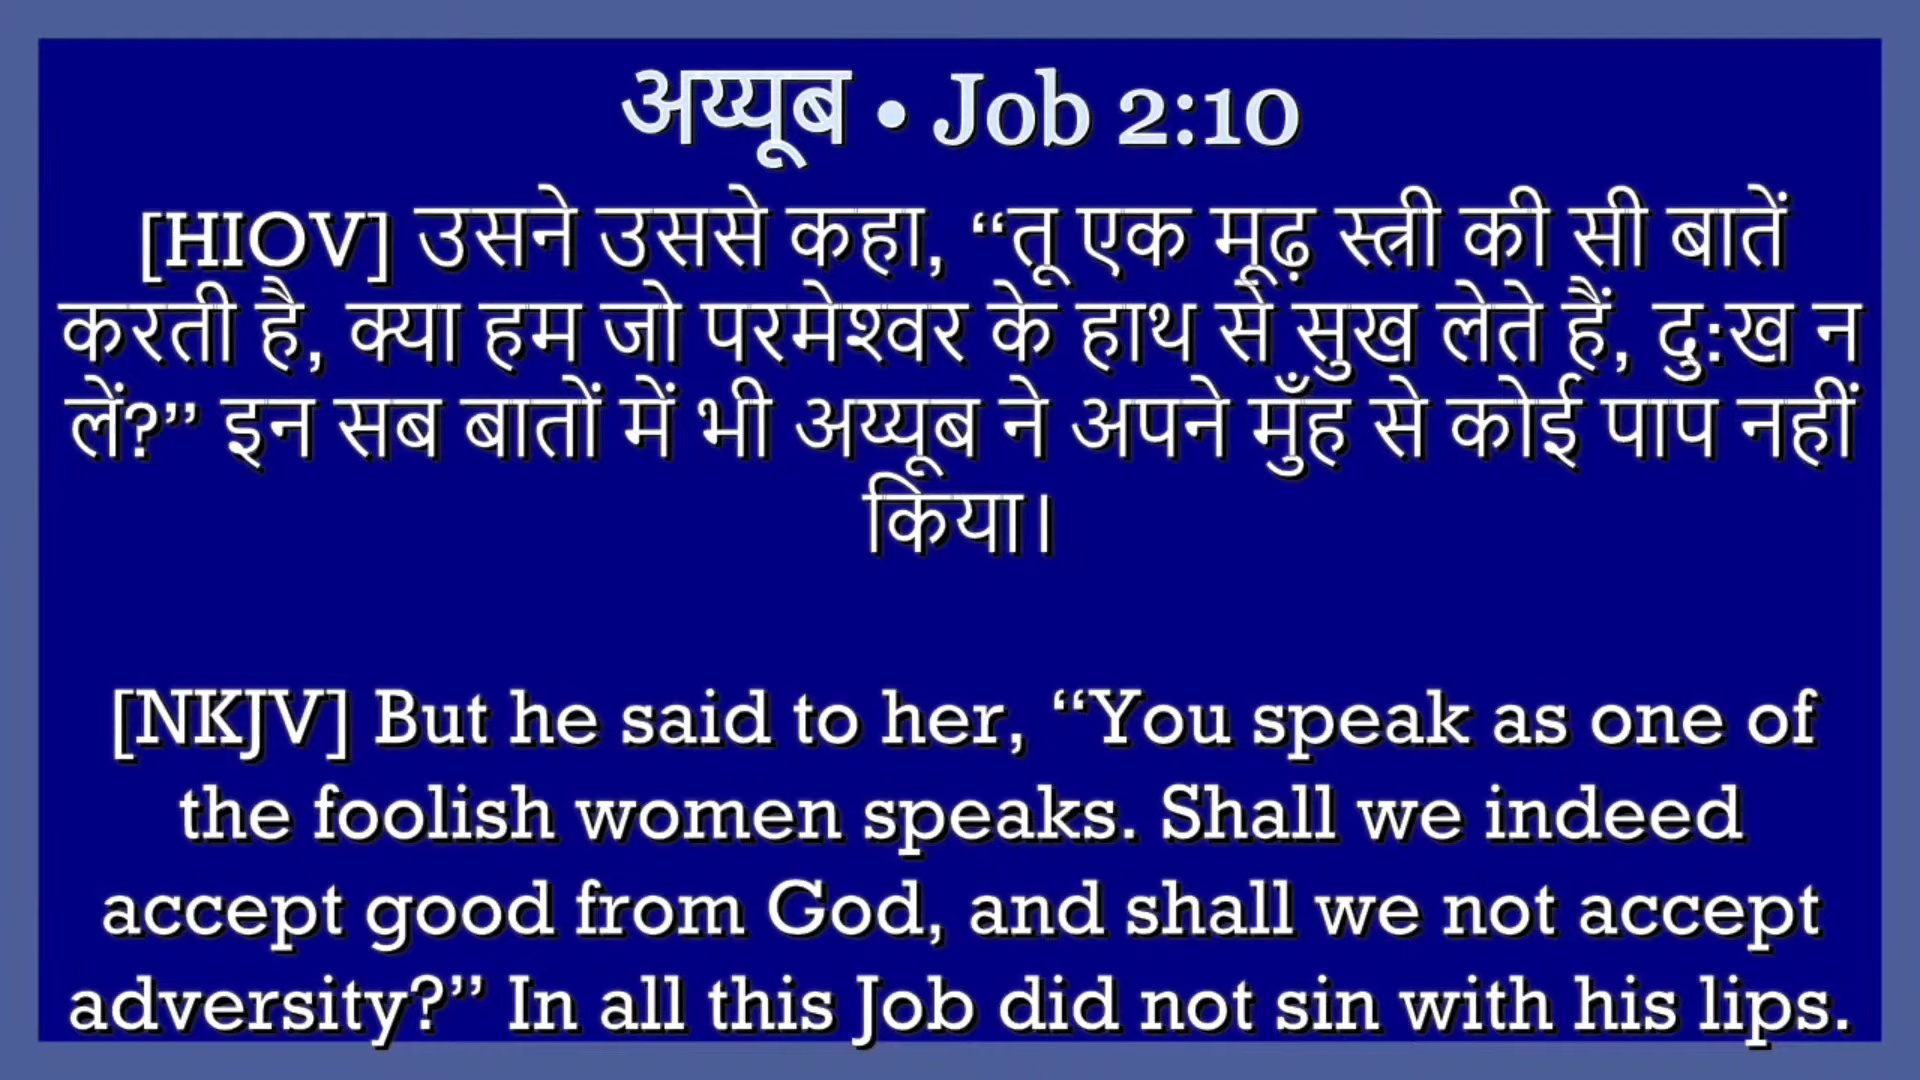 अय्यूब • Job 2:10
[HIOV] उसने उससे कहा, “तू एक मूढ़ स्त्री की सी बातें
करती है, क्या हम जो परमेश्वर के हाथ से सुख लेते हैं, दुःख न
लें?” इन सब बातों में भी अय्यूब ने अपने मुँह से कोई पाप नहीं
किया।
[NKJV] But he said to her, “You speak as one of
the foolish women speaks. Shall we indeed
accept good from God, and shall we not accept
adversity?” In all this Job did not sin with his lips.